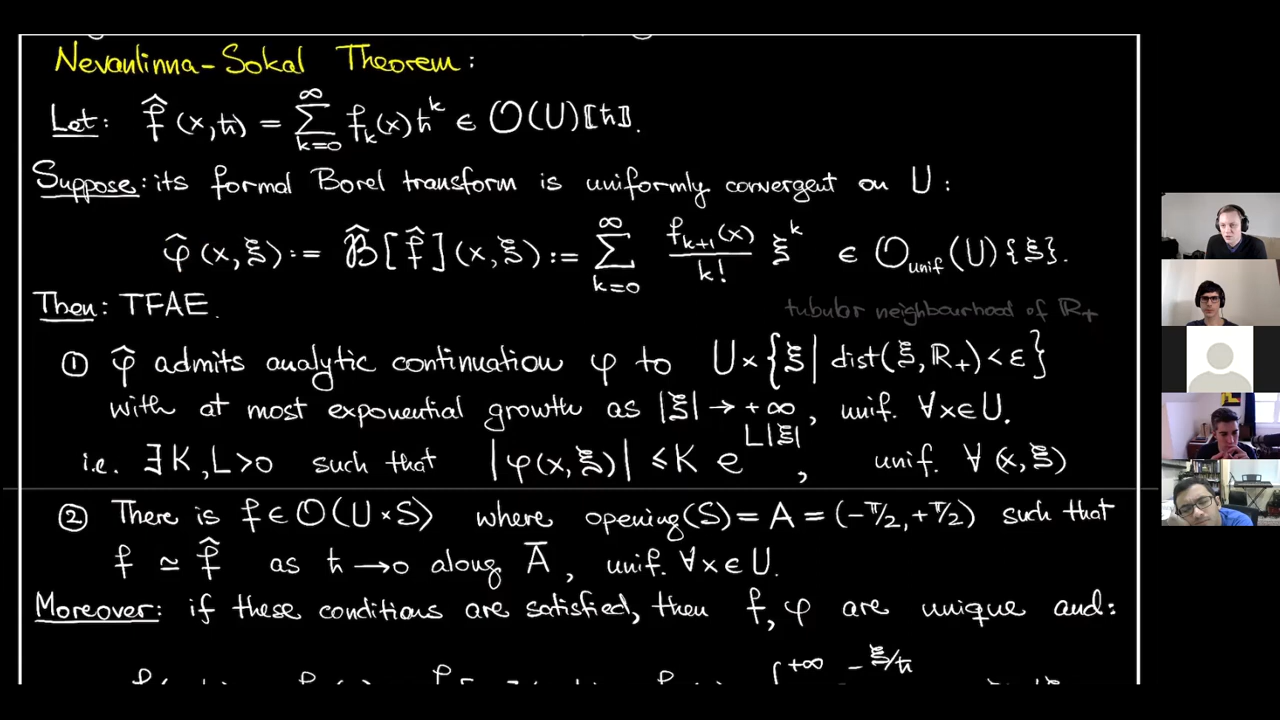 Nevanlinna-Sokal Theorem:
Let: f̂(x,ħ) = ∑_{k=0}^{∞} f_k(x)ħ^k ∈ O(U)⟦ħ⟧.
Suppose: its formal Borel transform is uniformly convergent on U:
φ̂(x,ξ) := B̂[f̂](x,ξ) := ∑_{k=0}^{∞} f_{k+1}(x)/k! ξ^k ∈ O_unif(U){ξ}.
Then: TFAE.
tubular neighbourhood of ℝ₊
① φ̂ admits analytic continuation φ to U×{ξ | dist(ξ,ℝ₊) < ε}
with at most exponential growth as |ξ| → +∞, unif. ∀x∈U.
i.e. ∃K,L>0 such that |φ(x,ξ)| ≤ K e^{L|ξ|}, unif. ∀(x,ξ)
② There is f ∈ O(U×S) where opening(S) = A = (-π/2,+π/2) such that
f ≃ f̂ as ħ→0 along Ā, unif. ∀x∈U.
Moreover: if these conditions are satisfied, then f,φ are unique and:
∫^{+∞} -ξ/ħ